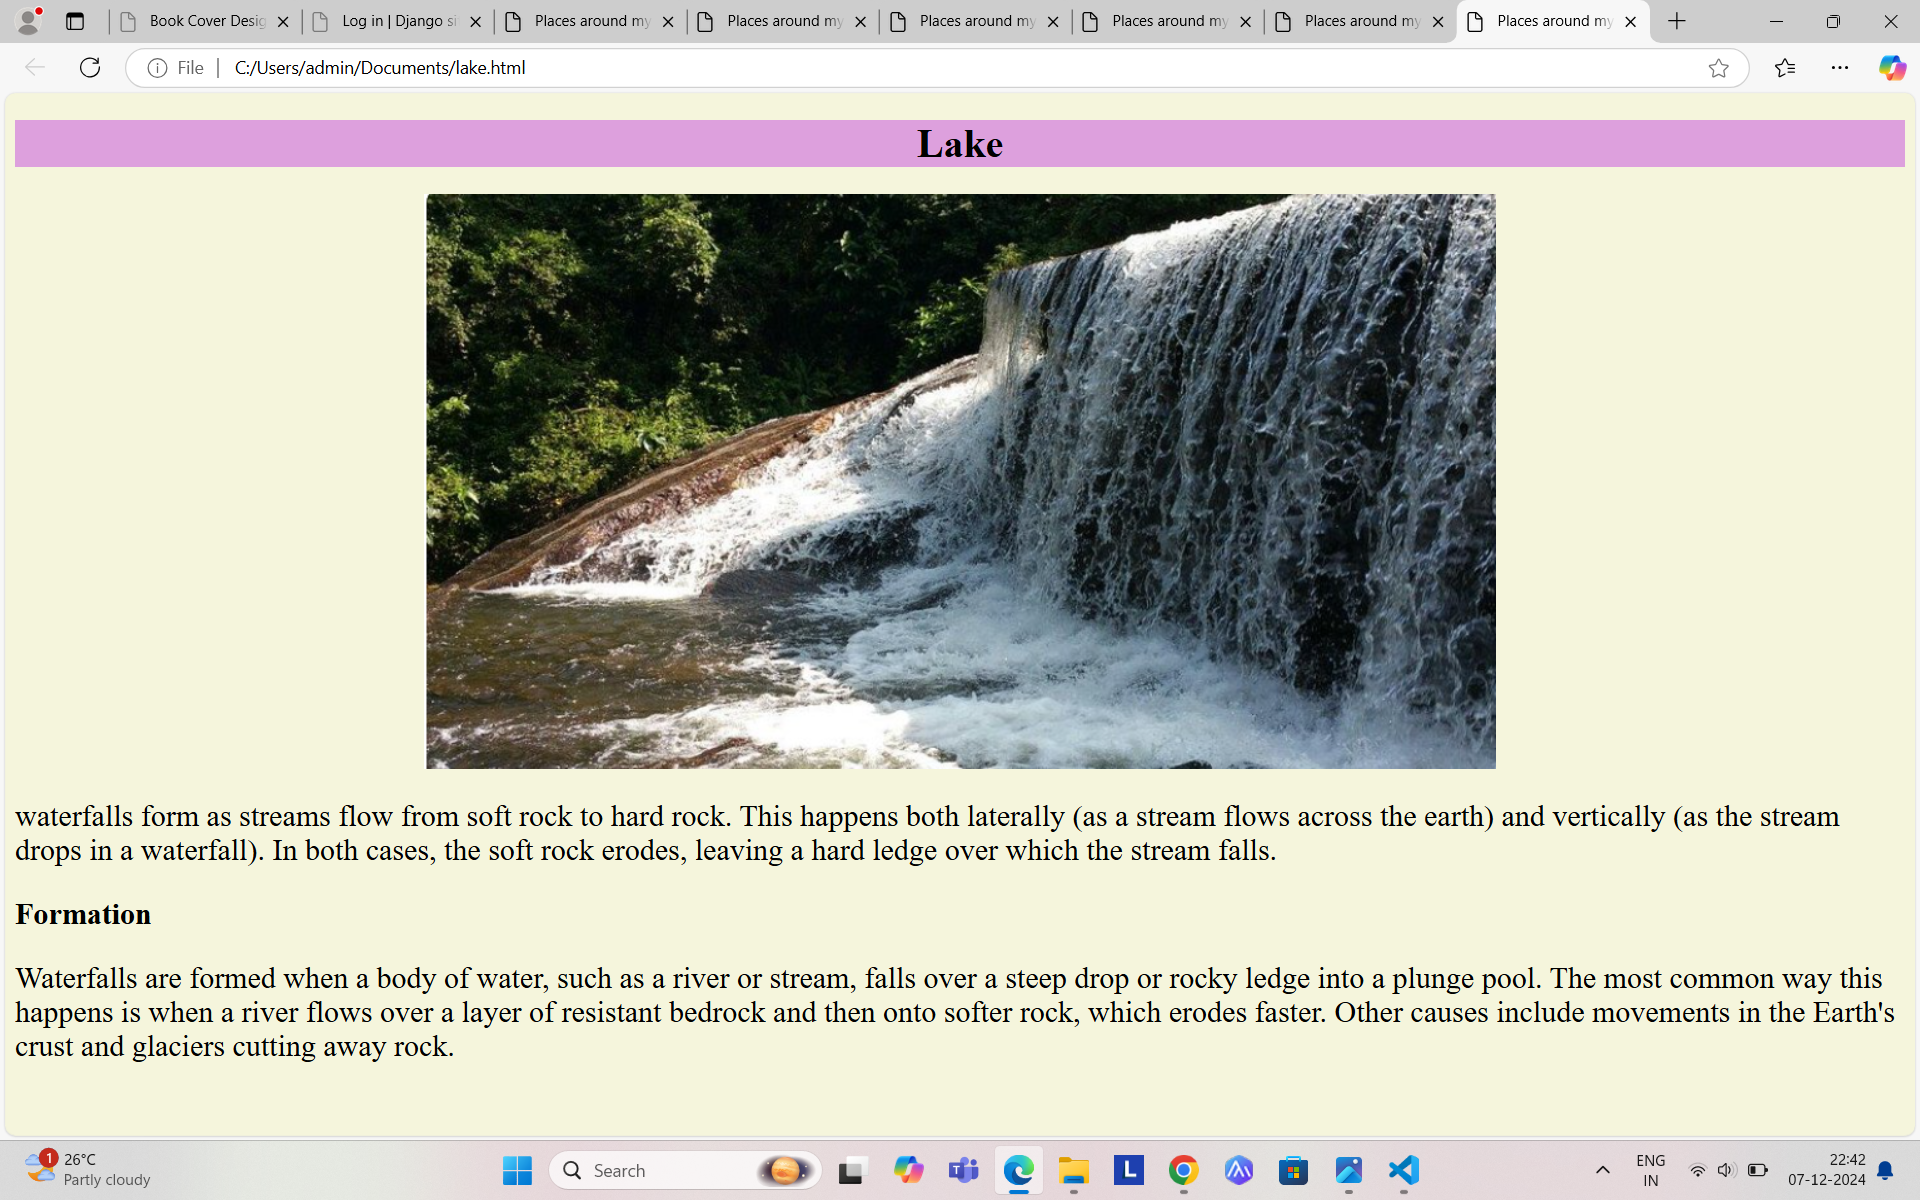 Book Cover Desig
Log in | Django si
Places around my
Places around my
Places around my
Places around my
Places around my
Places around my
File
C:/Users/admin/Documents/lake.html
Lake
waterfalls form as streams flow from soft rock to hard rock. This happens both laterally (as a stream flows across the earth) and vertically (as the stream
drops in a waterfall). In both cases, the soft rock erodes, leaving a hard ledge over which the stream falls.
Formation
Waterfalls are formed when a body of water, such as a river or stream, falls over a steep drop or rocky ledge into a plunge pool. The most common way this
happens is when a river flows over a layer of resistant bedrock and then onto softer rock, which erodes faster. Other causes include movements in the Earth's
crust and glaciers cutting away rock.
1
26°C
Partly cloudy
Search
L
ENG
IN
22:42
07-12-2024